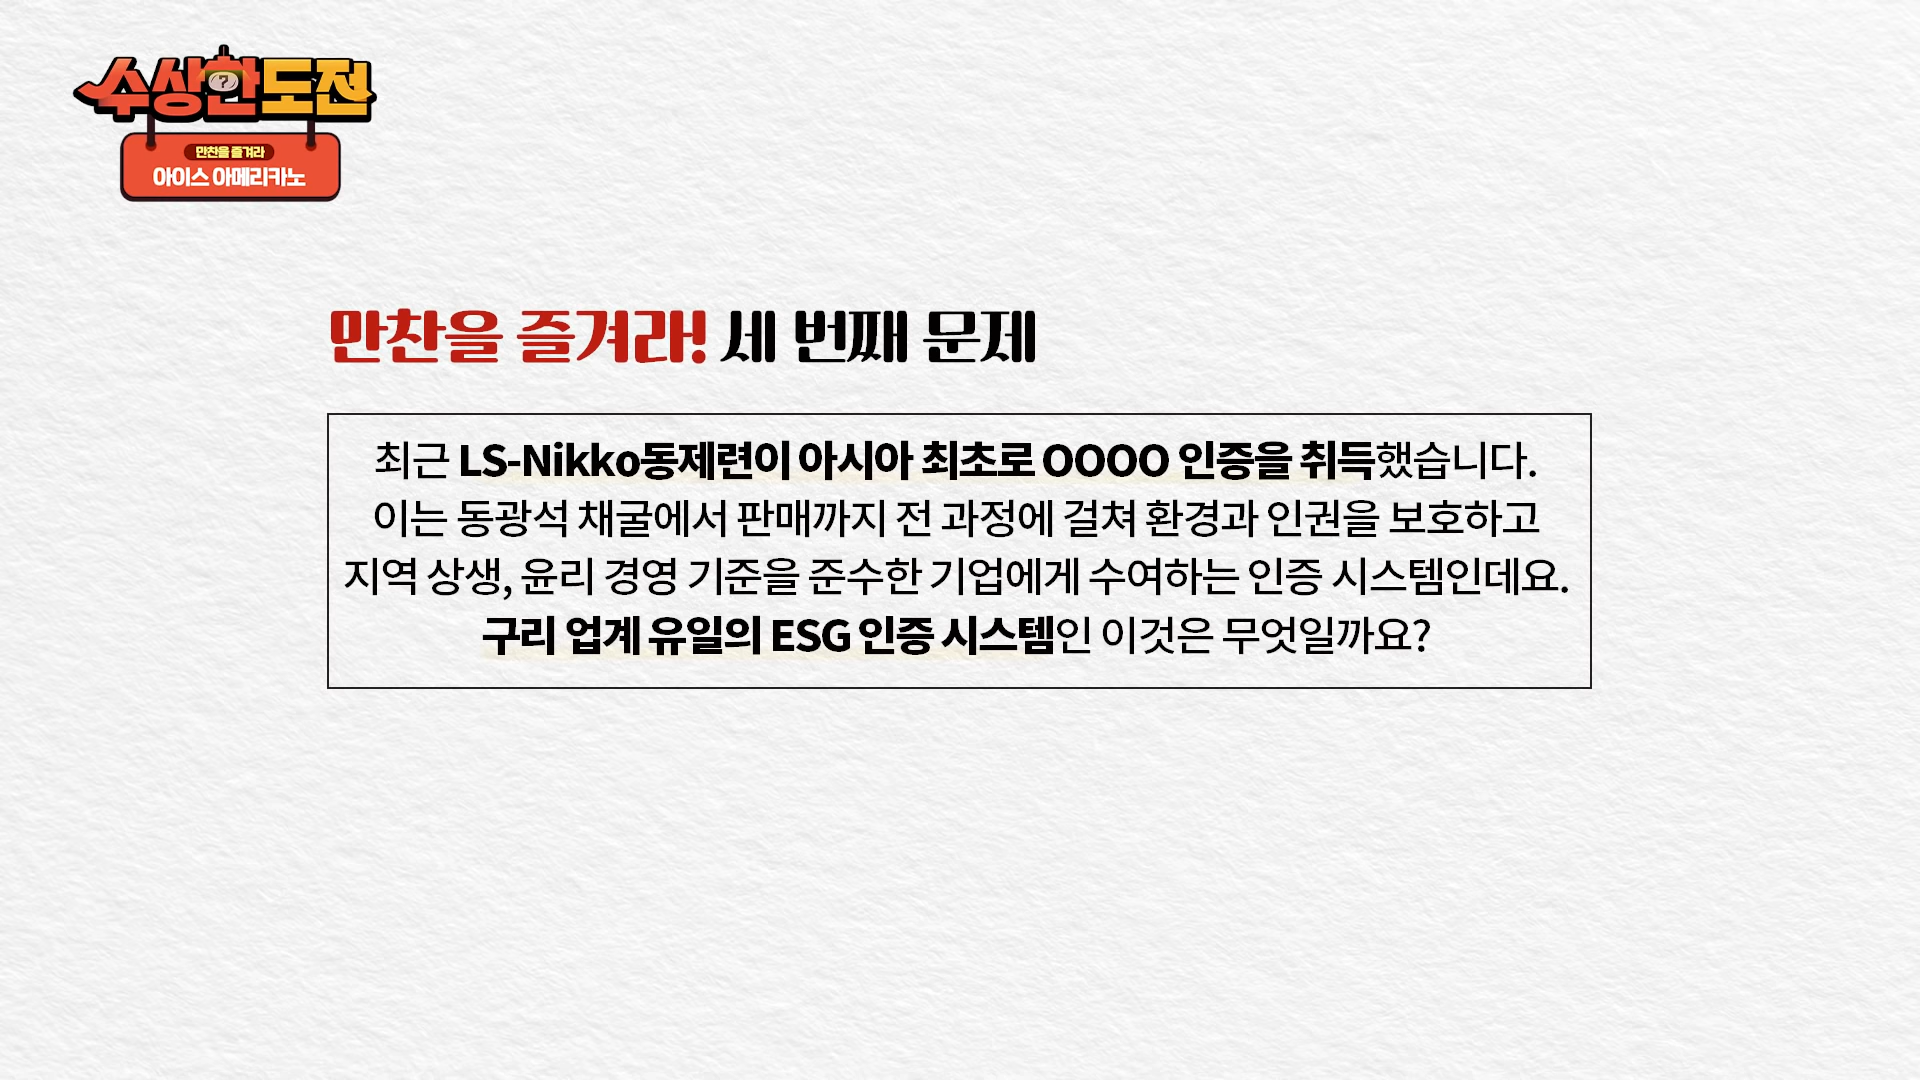 수상한도전
만찬을 즐겨라
아이스 아메리카노
만찬을 즐겨라! 세 번째 문제
최근 LS-Nikko동제련이 아시아 최초로 OOOO 인증을 취득했습니다.
이는 동광석 채굴에서 판매까지 전 과정에 걸쳐 환경과 인권을 보호하고
지역 상생, 윤리 경영 기준을 준수한 기업에게 수여하는 인증 시스템인데요.
구리 업계 유일의 ESG 인증 시스템인 이것은 무엇일까요?